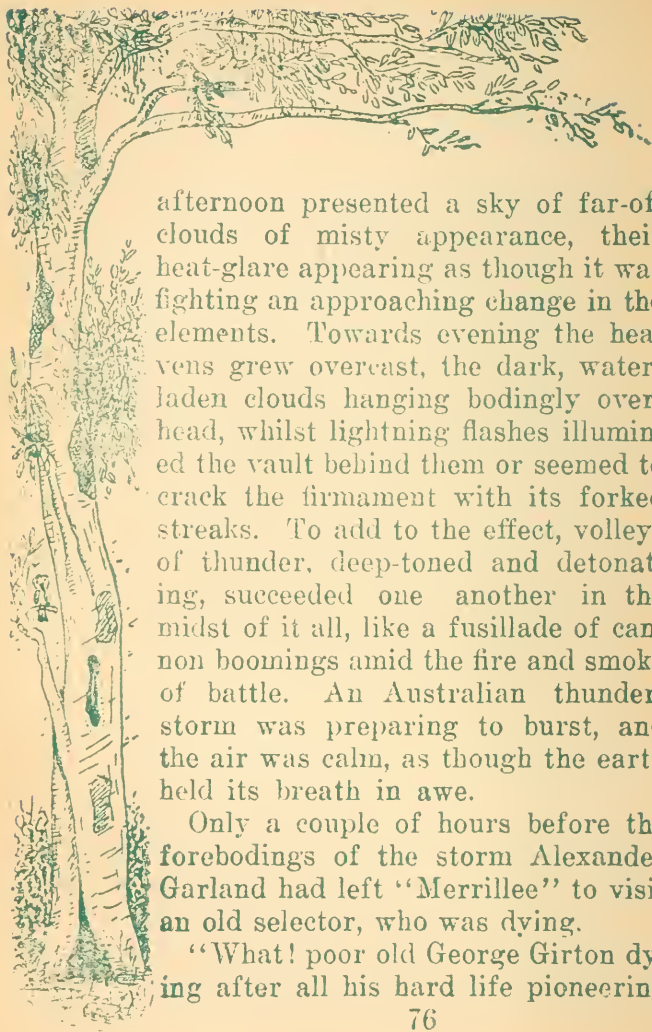 afternoon presented a sky of far-of
clouds of misty appearance, thei
heat-glare appearing as though it wa
fighting an approaching change in th
elements. Towards evening the hea
vens grew overcast, the dark, water
laden clouds hanging bodingly over
head, whilst lightning flashes illumin
ed the vault behind them or seemed t
crack the firmament with its forke
streaks. To add to the effect, volley
of thunder, deep-toned and detonat
ing, succeeded one another in th
midst of it all, like a fusillade of can
non boomings amid the fire and smok
of battle. An Australian thunder
storm was preparing to burst, an
the air was calm, as though the eart
held its breath in awe.
Only a couple of hours before th
forebodings of the storm Alexande
Garland had left "Merrillee" to visi
an old selector, who was dying.
"What! poor old George Girton dy
ing after all his hard life pioneerin
76